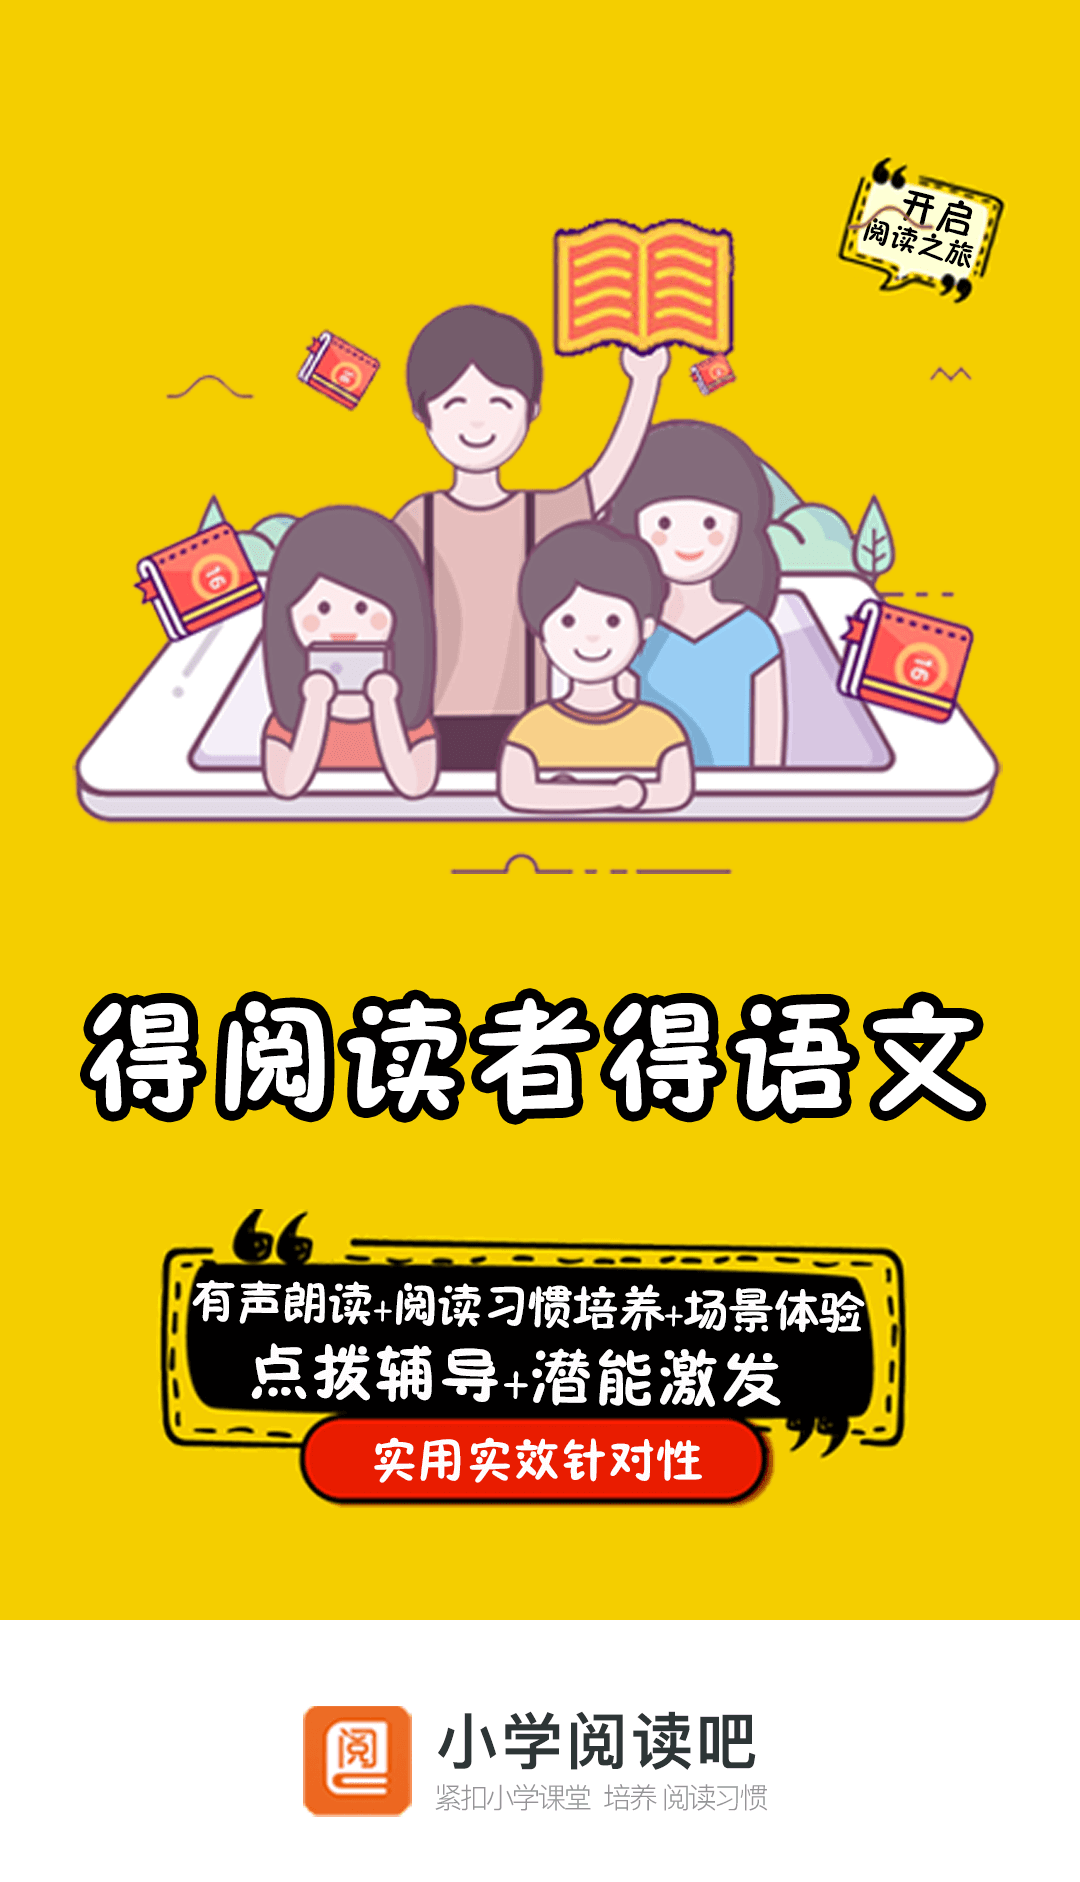 开启
阅读之旅
16
16
得阅读者得语文
有声朗读+阅读习惯培养+场景体验
点拨辅导+潜能激发
实用实效针对性
阅
小学阅读吧
紧扣小学课堂 培养 阅读习惯